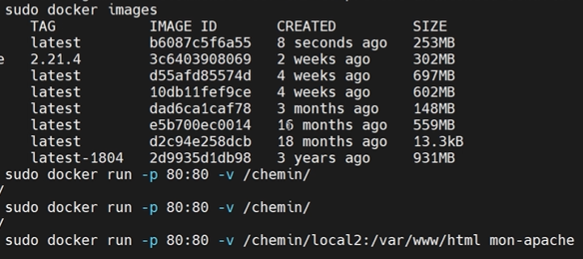 sudo docker images
TAG IMAGE ID CREATED SIZE
latest b6087c5f6a55 8 seconds ago 253MB
e 2.21.4 3c6403908069 2 weeks ago 302MB
latest d55afd85574d 4 weeks ago 697MB
latest 10db11fef9ce 4 weeks ago 602MB
latest dad6ca1caf78 3 months ago 148MB
latest e5b700ec0014 16 months ago 559MB
latest d2c94e258dcb 18 months ago 13.3kB
latest-1804 2d9935d1db98 3 years ago 931MB
sudo docker run -p 80:80 -v /chemin/
/
sudo docker run -p 80:80 -v /chemin/
/
sudo docker run -p 80:80 -v /chemin/local2:/var/www/html mon-apache